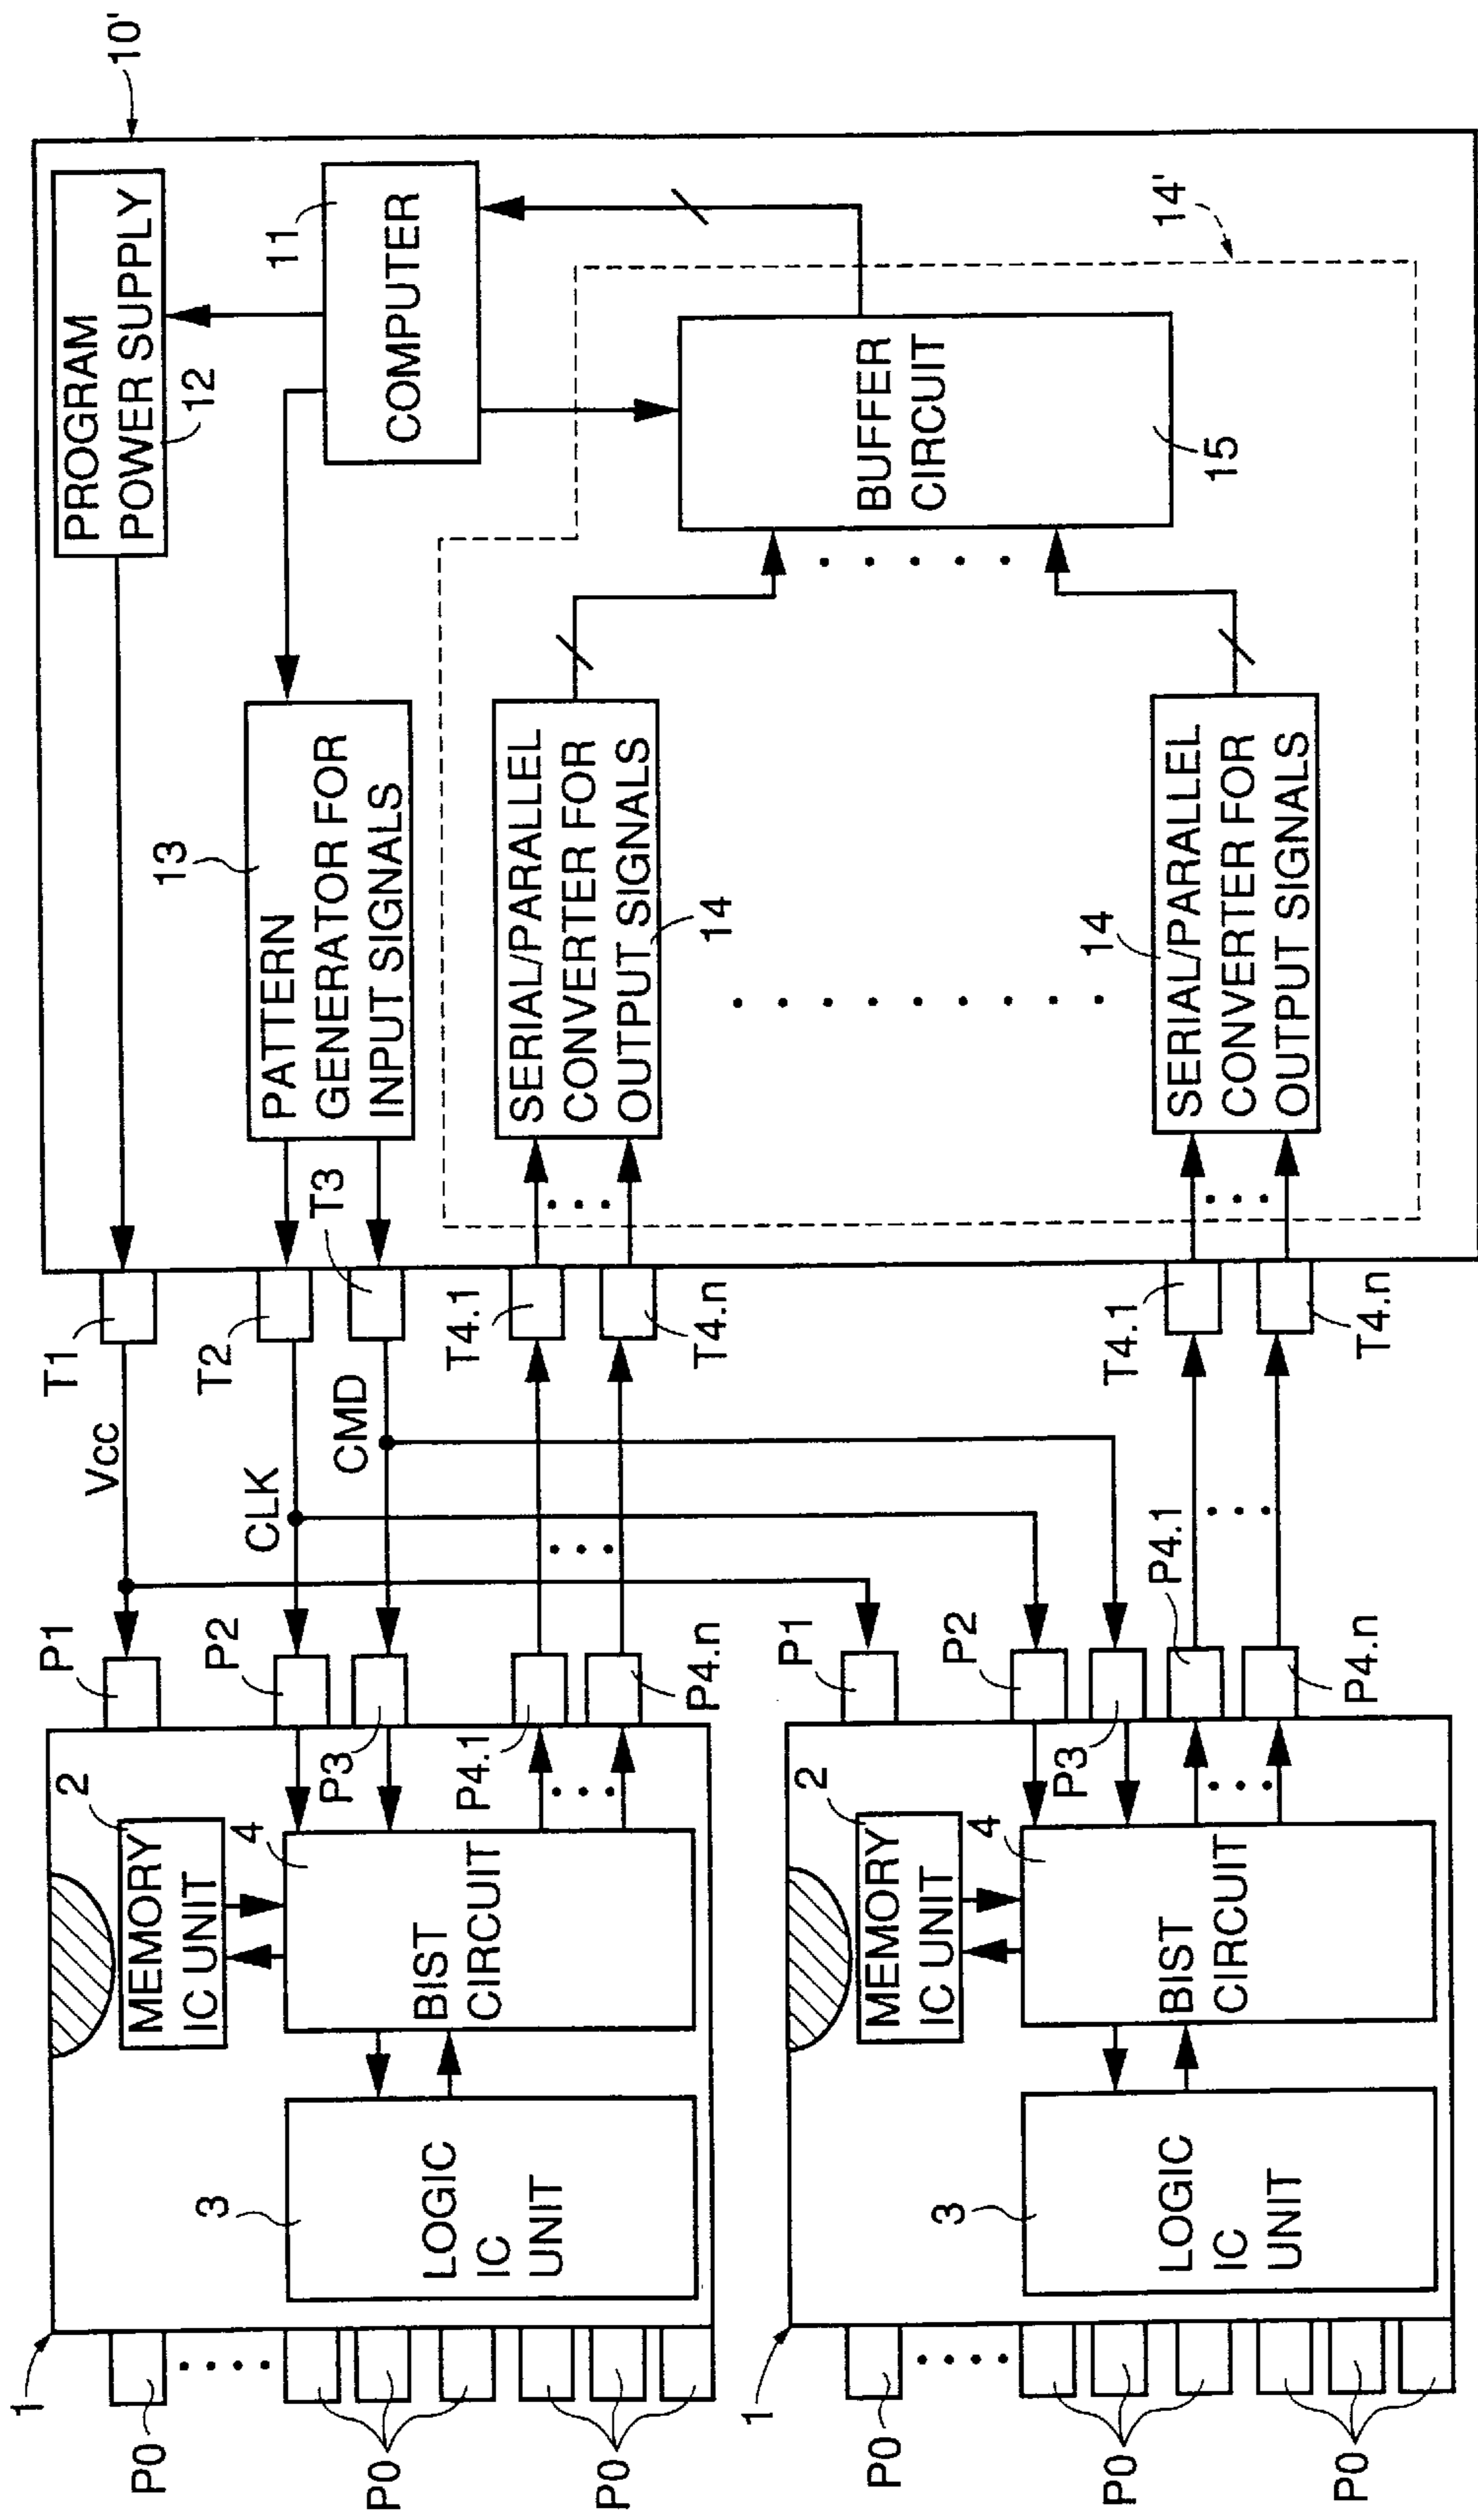 10'
PROGRAM
POWER SUPPLY
12
11
COMPUTER
14'
BUFFER
CIRCUIT
15
13
PATTERN
GENERATOR FOR
INPUT SIGNALS
SERIAL/PARALLEL
CONVERTER FOR
OUTPUT SIGNALS
14
14
SERIAL/PARALLEL
CONVERTER FOR
OUTPUT SIGNALS
T1
T2
T3
T4.1
T4.n
T4.1
T4.n
Vcc
CLK
CMD
P1
P2
P3
P4.1
P4.n
P1
P2
P3
P4.1
P4.n
2
MEMORY
IC UNIT
4
BIST
CIRCUIT
3
LOGIC
IC
UNIT
1
P0
P0
P0
2
MEMORY
IC UNIT
4
BIST
CIRCUIT
3
LOGIC
IC
UNIT
1
P0
P0
P0